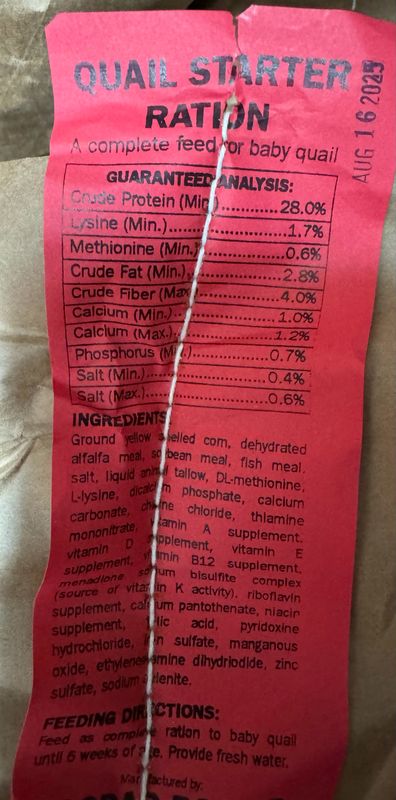 QUAIL STARTER
RATION
AUG 16 2025
A complete feed for baby quail
GUARANTEED ANALYSIS:
Crude Protein (Min.)..........28.0%
Lysine (Min.)..........1.7%
Methionine (Min.)..........0.6%
Crude Fat (Min.)..........2.8%
Crude Fiber (Max.)..........4.0%
Calcium (Min.)..........1.0%
Calcium (Max.)..........1.2%
Phosphorus (Min.)..........0.7%
Salt (Min.)..........0.4%
Salt (Max.)..........0.6%
INGREDIENTS:
Ground yellow shelled corn, dehydrated
alfalfa meal, soybean meal, fish meal,
salt, liquid animal tallow, DL-methionine,
L-lysine, dicalcium phosphate, calcium
carbonate, choline chloride, thiamine
mononitrate, vitamin A supplement,
vitamin D supplement, vitamin E
supplement, vitamin B12 supplement,
menadione sodium bisulfite complex
(source of vitamin K activity), riboflavin
supplement, calcium pantothenate, niacin
supplement, folic acid, pyridoxine
hydrochloride, iron sulfate, manganous
oxide, ethylenediamine dihydriodide, zinc
sulfate, sodium selenite.
FEEDING DIRECTIONS:
Feed as complete ration to baby quail
until 6 weeks of age. Provide fresh water.
Manufactured by: